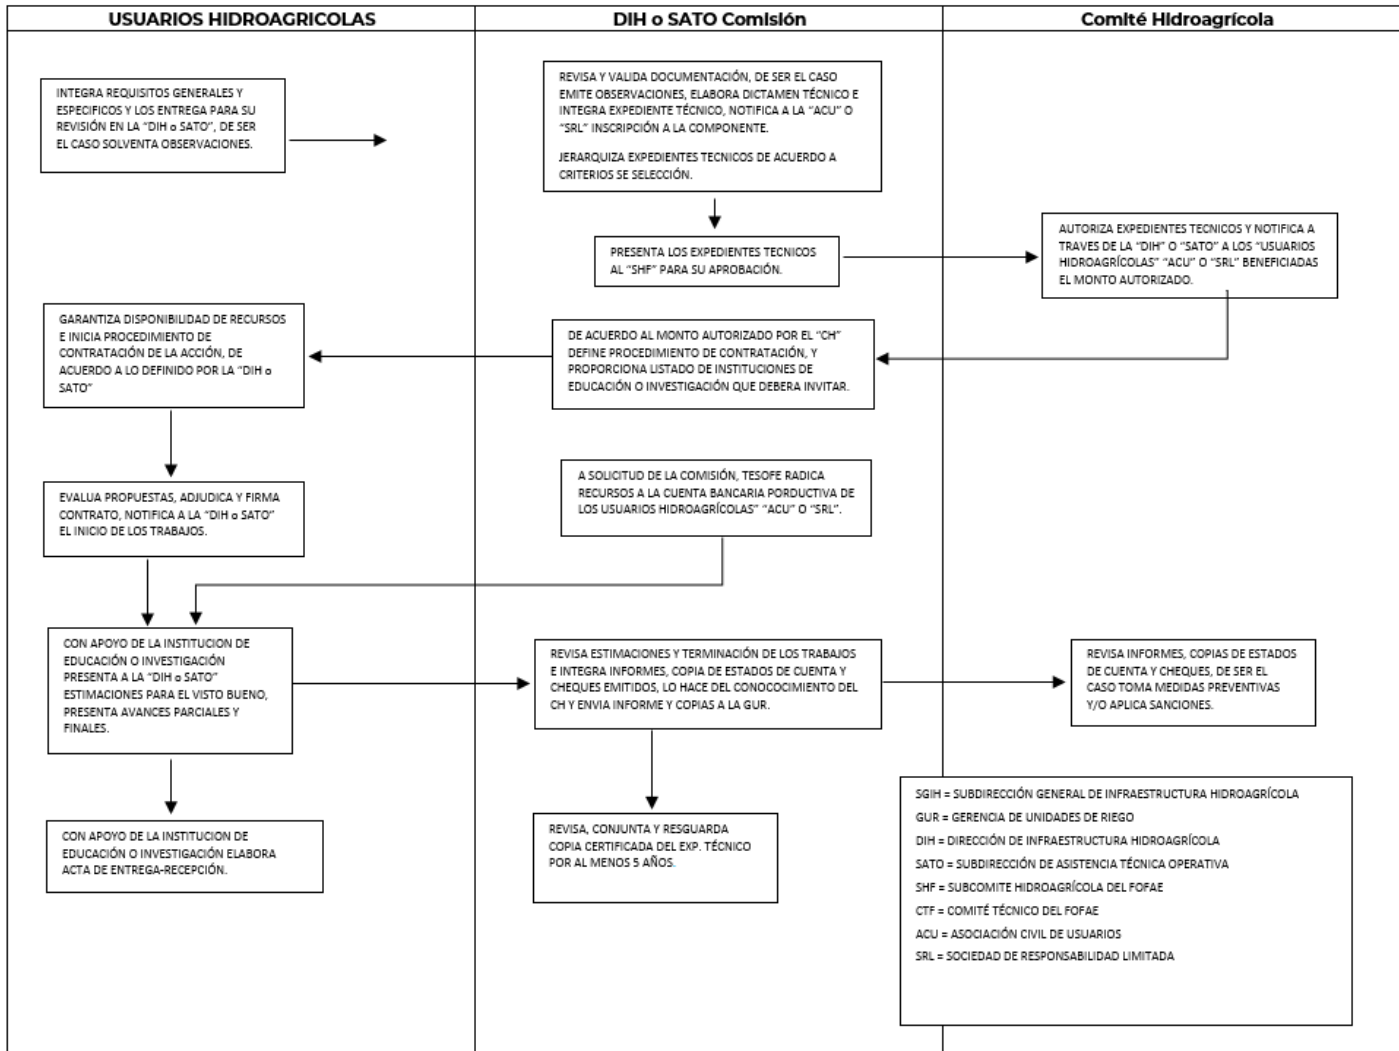 USUARIOS HIDROAGRICOLAS
DIH o SATO Comisión
Comité Hidroagrícola
INTEGRA REQUISITOS GENERALES Y
ESPECIFICOS Y LOS ENTREGA PARA SU
REVISIÓN EN LA “DIH o SATO”, DE SER
EL CASO SOLVENTA OBSERVACIONES.
REVISA Y VALIDA DOCUMENTACIÓN, DE SER EL CASO
EMITE OBSERVACIONES, ELABORA DICTAMEN TÉCNICO E
INTEGRA EXPEDIENTE TÉCNICO, NOTIFICA A LA “ACU” O
“SRL” INSCRIPCIÓN A LA COMPONENTE.
JERARQUIZA EXPEDIENTES TECNICOS DE ACUERDO A
CRITERIOS SE SELECCIÓN.
PRESENTA LOS EXPEDIENTES TECNICOS
AL “SHF” PARA SU APROBACIÓN.
AUTORIZA EXPEDIENTES TECNICOS Y NOTIFICA A
TRAVES DE LA “DIH” O “SATO” A LOS “USUARIOS
HIDROAGRÍCOLAS” “ACU” O “SRL” BENEFICIADAS
EL MONTO AUTORIZADO.
GARANTIZA DISPONIBILIDAD DE RECURSOS
E INICIA PROCEDIMIENTO DE
CONTRATACIÓN DE LA ACCIÓN, DE
ACUERDO A LO DEFINIDO POR LA “DIH o
SATO”
DE ACUERDO AL MONTO AUTORIZADO POR EL “CH”
DEFINE PROCEDIMIENTO DE CONTRATACIÓN, Y
PROPORCIONA LISTADO DE INSTITUCIONES DE
EDUCACIÓN O INVESTIGACIÓN QUE DEBERA INVITAR.
EVALUA PROPUESTAS, ADJUDICA Y FIRMA
CONTRATO, NOTIFICA A LA “DIH o SATO”
EL INICIO DE LOS TRABAJOS.
A SOLICITUD DE LA COMISIÓN, TESOFE RADICA
RECURSOS A LA CUENTA BANCARIA PORDUCTIVA DE
LOS USUARIOS HIDROAGRÍCOLAS” “ACU” O “SRL”.
CON APOYO DE LA INSTITUCION DE
EDUCACIÓN O INVESTIGACIÓN
PRESENTA A LA “DIH o SATO”
ESTIMACIONES PARA EL VISTO BUENO,
PRESENTA AVANCES PARCIALES Y
FINALES.
REVISA ESTIMACIONES Y TERMINACIÓN DE LOS TRABAJOS
E INTEGRA INFORMES, COPIA DE ESTADOS DE CUENTA Y
CHEQUES EMITIDOS, LO HACE DEL CONOCOCIMIENTO DEL
CH Y ENVIA INFORME Y COPIAS A LA GUR.
REVISA INFORMES, COPIAS DE ESTADOS
DE CUENTA Y CHEQUES, DE SER EL
CASO TOMA MEDIDAS PREVENTIVAS
Y/O APLICA SANCIONES.
CON APOYO DE LA INSTITUCION DE
EDUCACIÓN O INVESTIGACIÓN ELABORA
ACTA DE ENTREGA-RECEPCIÓN.
REVISA, CONJUNTA Y RESGUARDA
COPIA CERTIFICADA DEL EXP. TÉCNICO
POR AL MENOS 5 AÑOS.
SGIH = SUBDIRECCIÓN GENERAL DE INFRAESTRUCTURA HIDROAGRÍCOLA
GUR = GERENCIA DE UNIDADES DE RIEGO
DIH = DIRECCIÓN DE INFRAESTRUCTURA HIDROAGRÍCOLA
SATO = SUBDIRECCIÓN DE ASISTENCIA TÉCNICA OPERATIVA
SHF = SUBCOMITE HIDROAGRÍCOLA DEL FOFAE
CTF = COMITÉ TÉCNICO DEL FOFAE
ACU = ASOCIACIÓN CIVIL DE USUARIOS
SRL = SOCIEDAD DE RESPONSABILIDAD LIMITADA